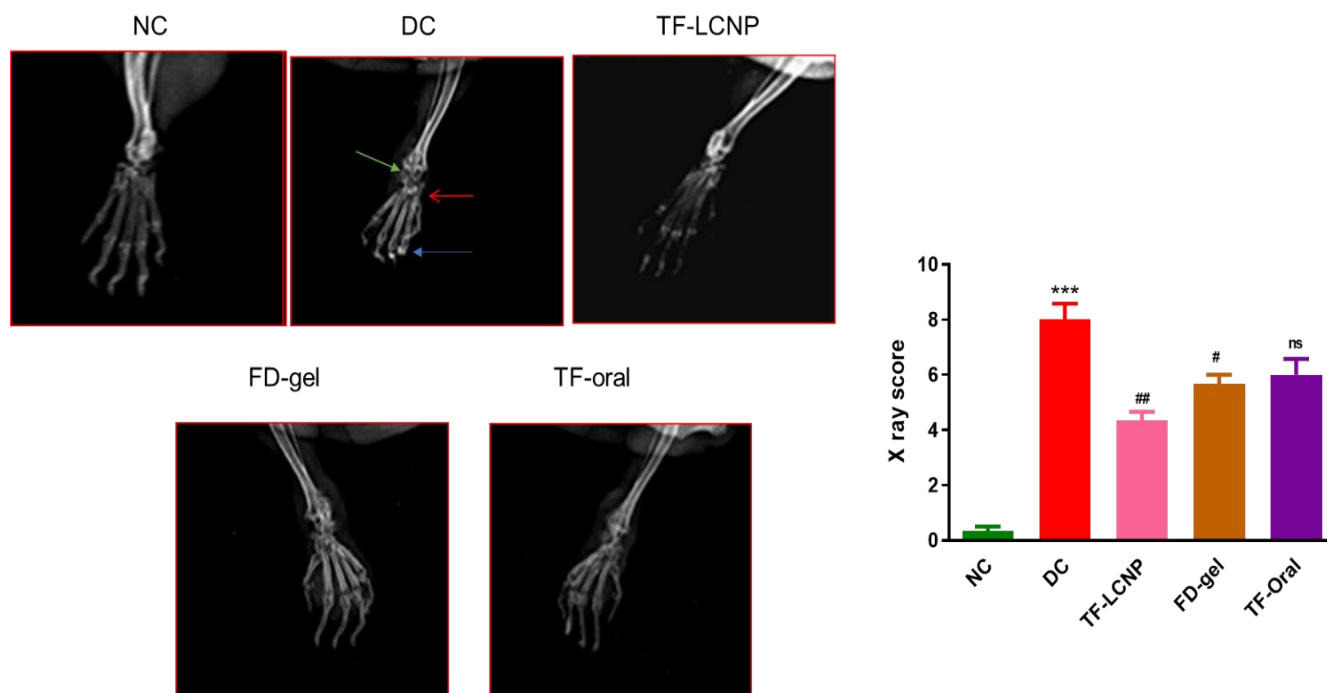 NC
DC
TF-LCNP
FD-gel
TF-oral
X ray score
10
8
6
4
2
0
***
##
#
ns
NC
DC
TF-LCNP
FD-gel
TF-Oral